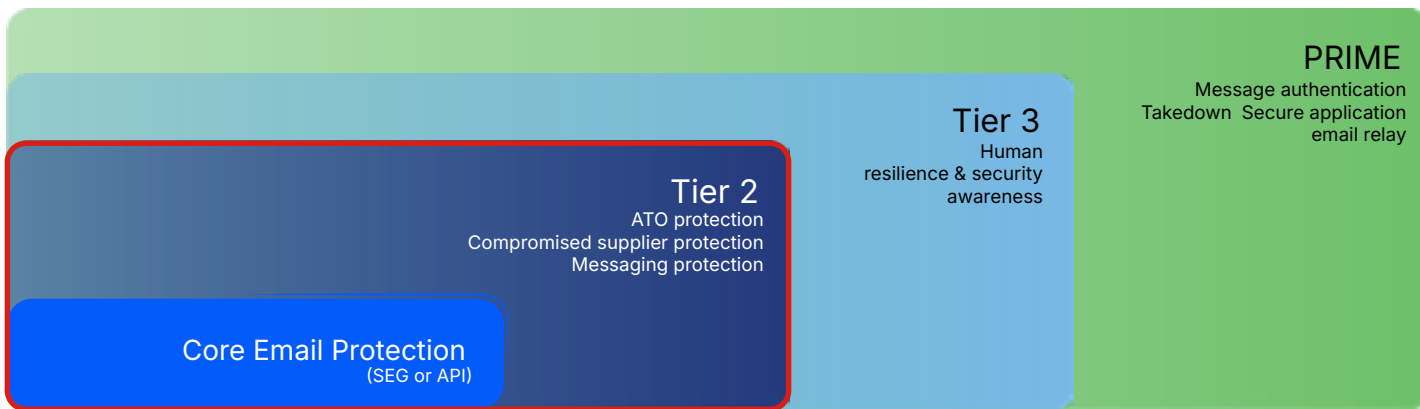 PRIME
Message authentication
Takedown  Secure application
email relay
Tier 3
Human
resilience & security
awareness
Tier 2
ATO protection
Compromised supplier protection
Messaging protection
Core Email Protection
(SEG or API)